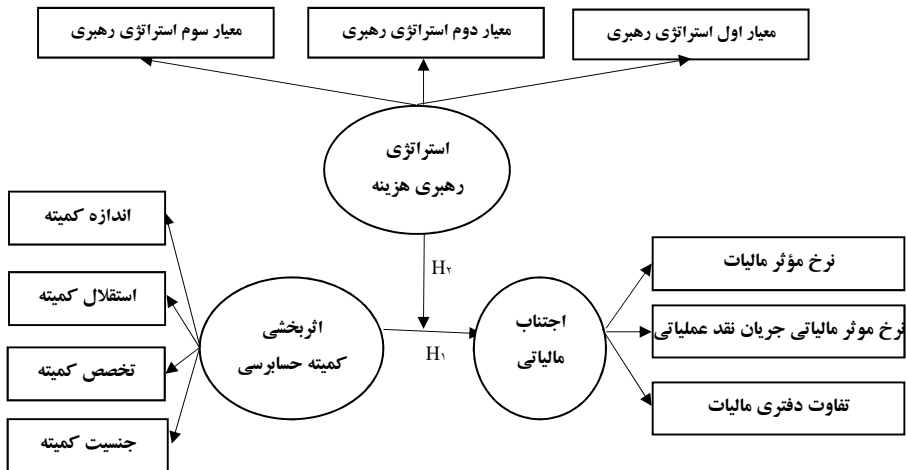 معیار اول استراتژی رهبری
معیار دوم استراتژی رهبری
معیار سوم استراتژی رهبری
استراتژی
رهبری هزینه
اندازه کمیته
استقلال کمیته
تخصص کمیته
جنسیت کمیته
اثربخشی
کمیته حسابرسی
H۲
H۱
اجتناب
مالیاتی
نرخ مؤثر مالیات
نرخ موثر مالیاتی جریان نقد عملیاتی
تفاوت دفتری مالیات